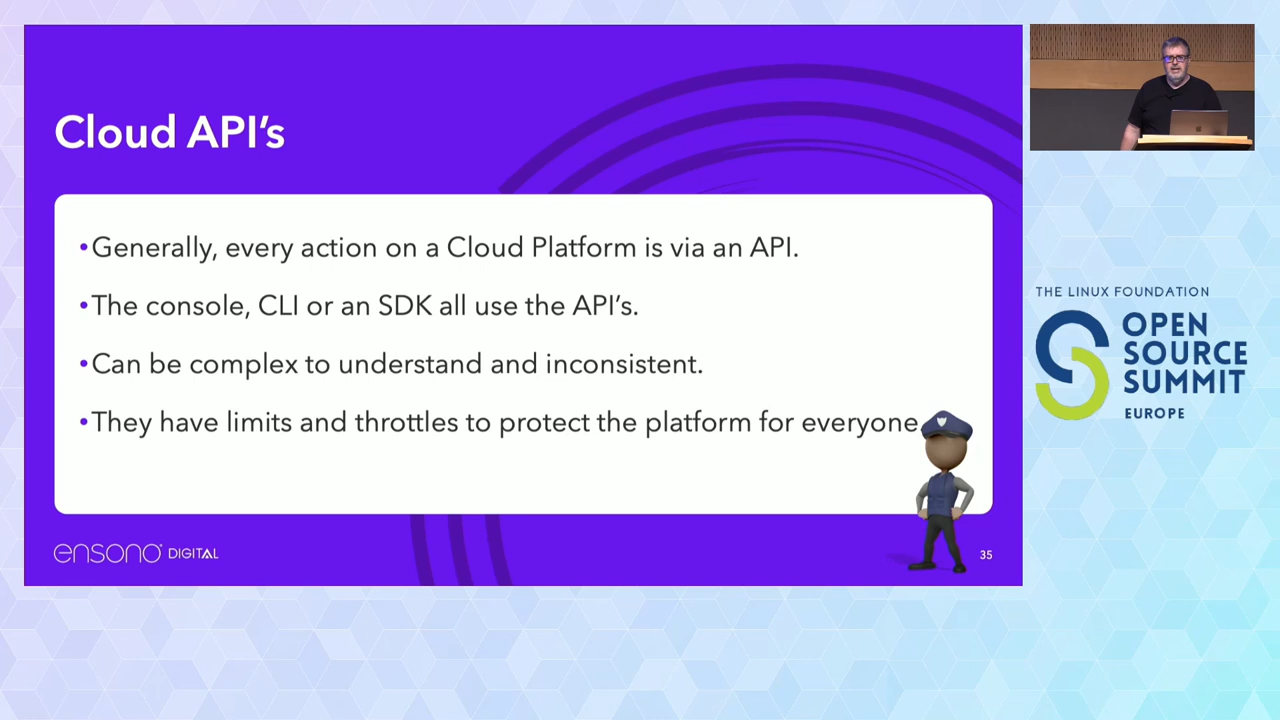 Cloud API's
•Generally, every action on a Cloud Platform is via an API.
•The console, CLI or an SDK all use the API's.
•Can be complex to understand and inconsistent.
•They have limits and throttles to protect the platform for everyone.
ensono DIGITAL
35
THE LINUX FOUNDATION
OPEN
SOURCE
SUMMIT
EUROPE